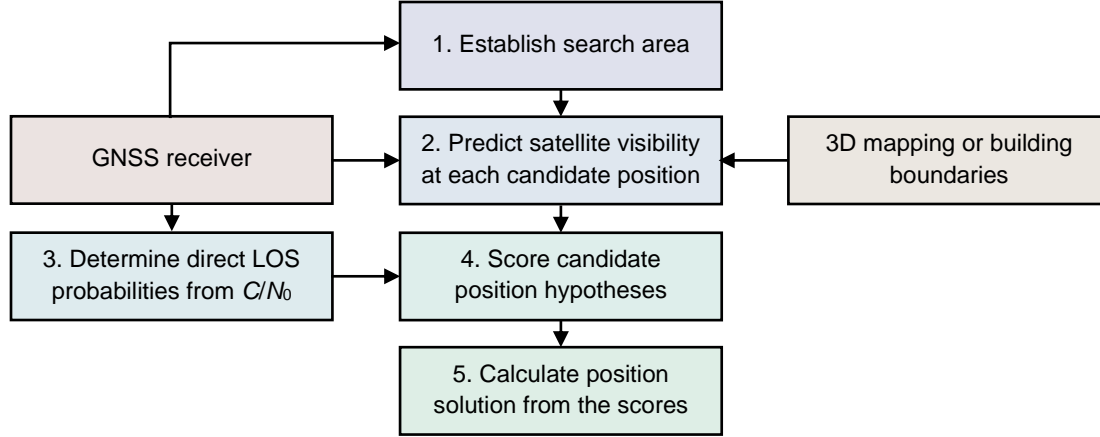 1. Establish search area
GNSS receiver
2. Predict satellite visibility
at each candidate position
3D mapping or building
boundaries
3. Determine direct LOS
probabilities from C/N0
4. Score candidate
position hypotheses
5. Calculate position
solution from the scores